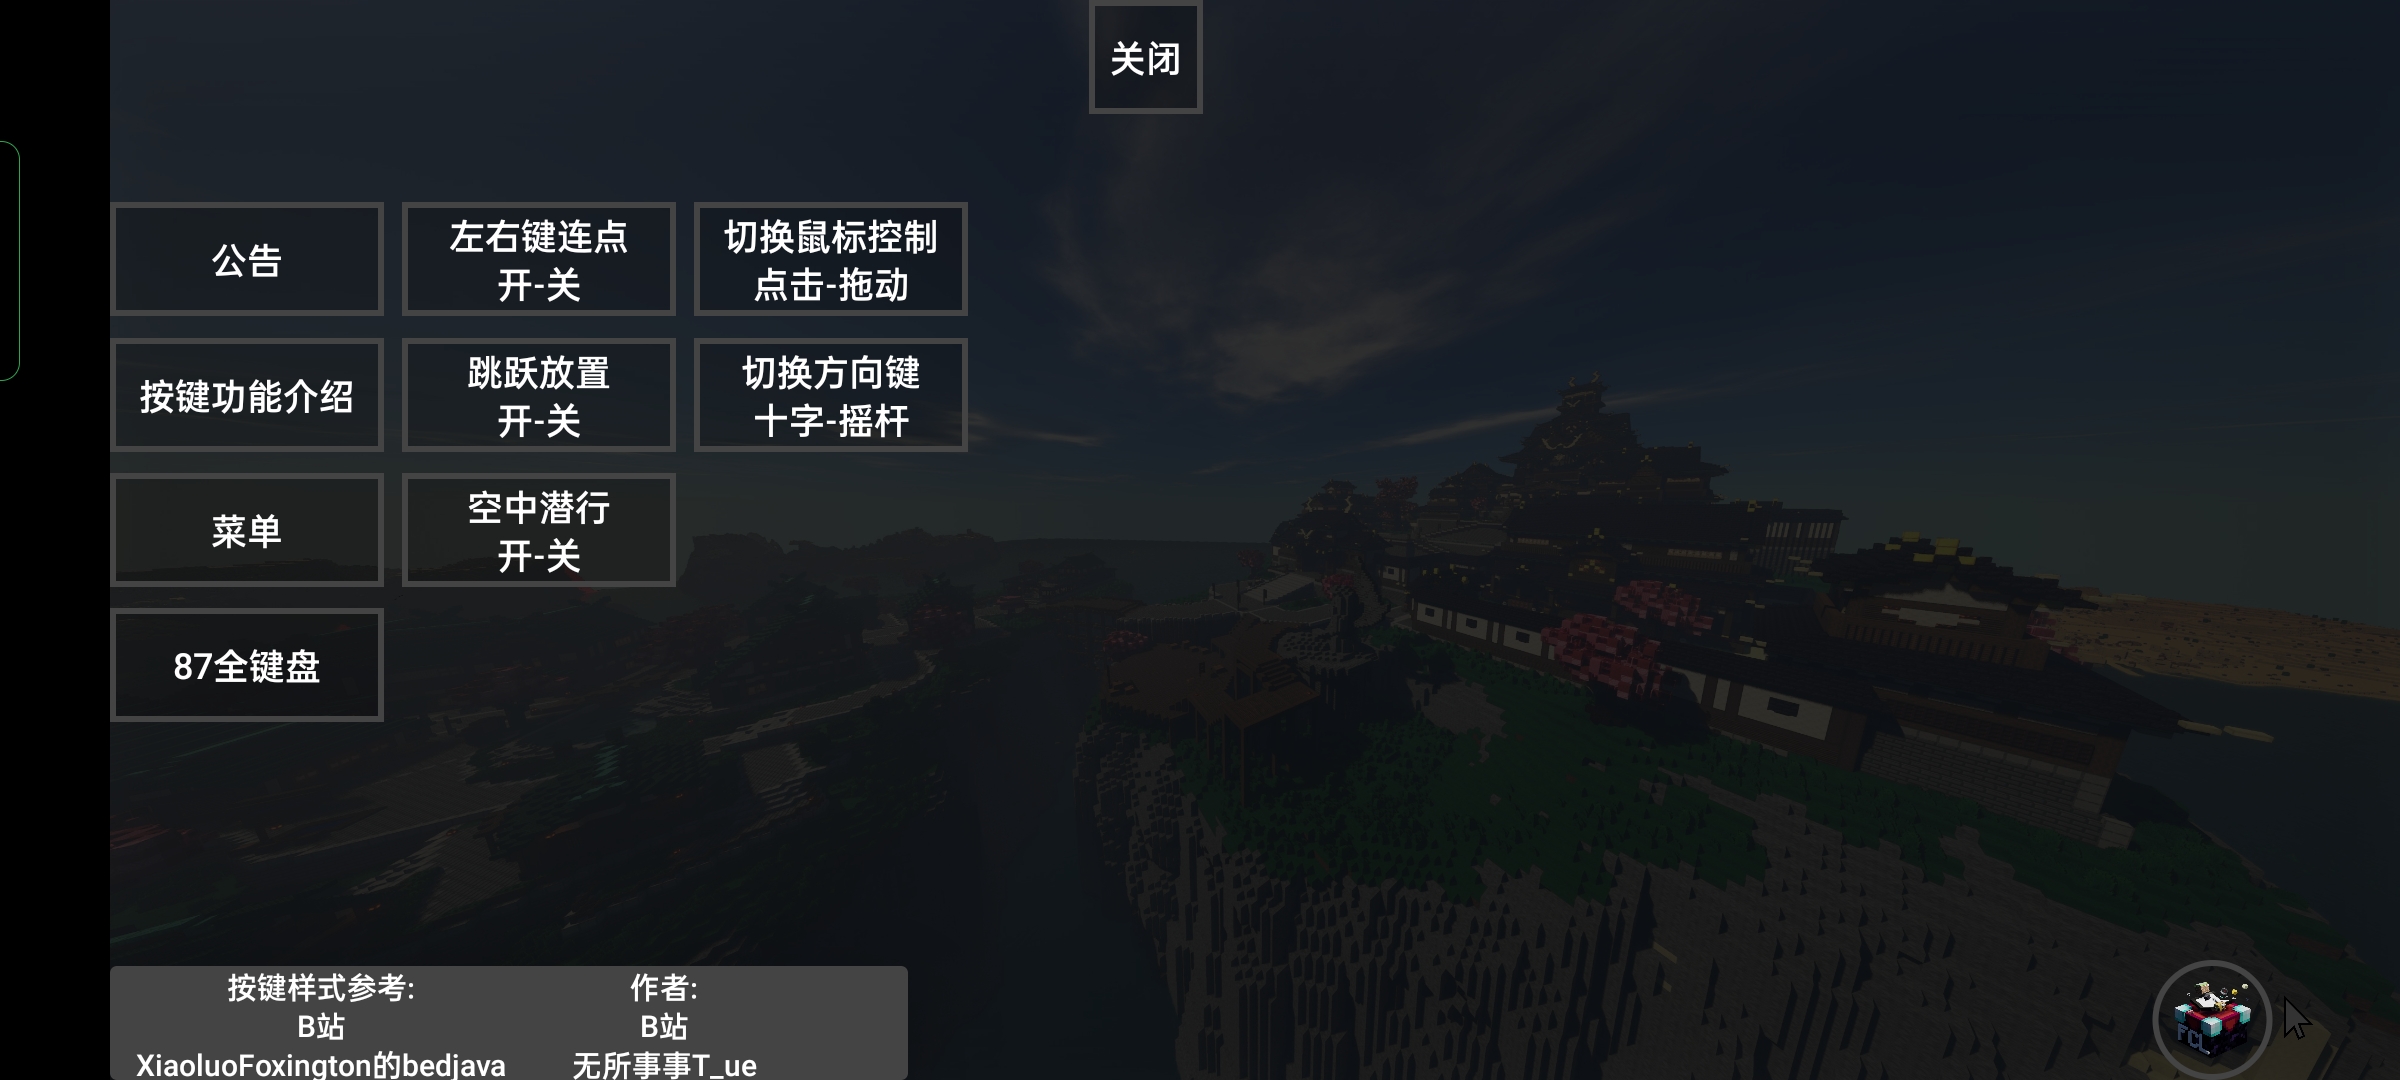 关闭
公告
左右键连点
开-关
切换鼠标控制
点击-拖动
按键功能介绍
跳跃放置
开-关
切换方向键
十字-摇杆
菜单
空中潜行
开-关
87全键盘
按键样式参考:
B站
XiaoluoFoxington的bedjava
作者:
B站
无所事事T_ue
FCL